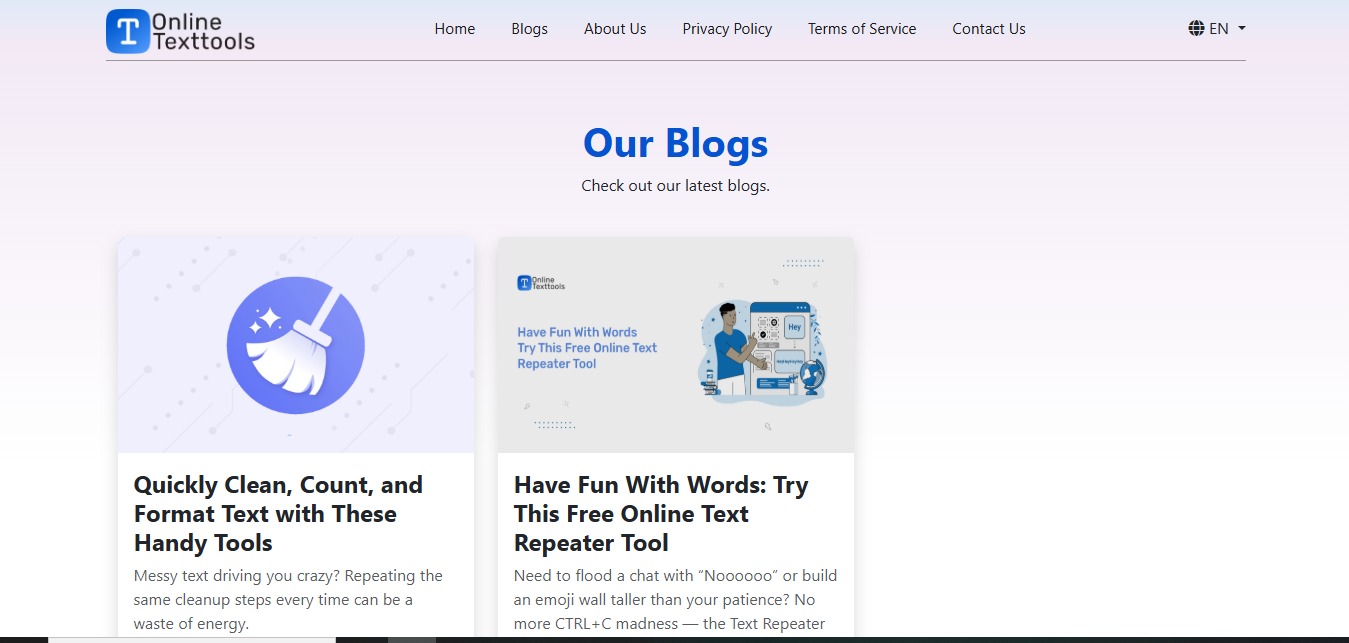 Online
Texttools
Home
Blogs
About Us
Privacy Policy
Terms of Service
Contact Us
EN
Our Blogs
Check out our latest blogs.
Online
Texttools
Have Fun With Words
Try This Free Online Text
Repeater Tool
Hey
Quickly Clean, Count, and
Format Text with These
Handy Tools
Messy text driving you crazy? Repeating the
same cleanup steps every time can be a
waste of energy.
Have Fun With Words: Try
This Free Online Text
Repeater Tool
Need to flood a chat with “Noooooo” or build
an emoji wall taller than your patience? No
more CTRL+C madness — the Text Repeater